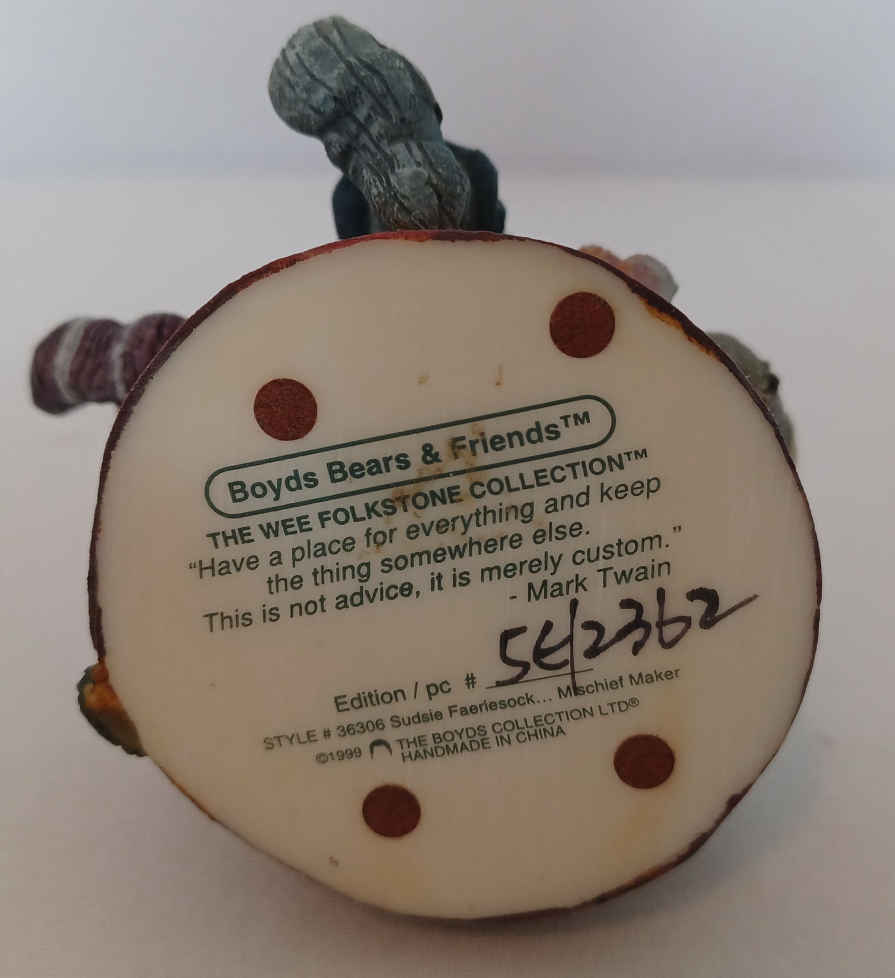 Boyds Bears & Friends™
THE WEE FOLKSTONE COLLECTION™
“Have a place for everything and keep
the thing somewhere else.
This is not advice, it is merely custom.”
- Mark Twain
Edition / pc # 5E/2362
STYLE # 36306 Sudsie Faeriesock... Mischief Maker
©1999 THE BOYDS COLLECTION LTD®
HANDMADE IN CHINA